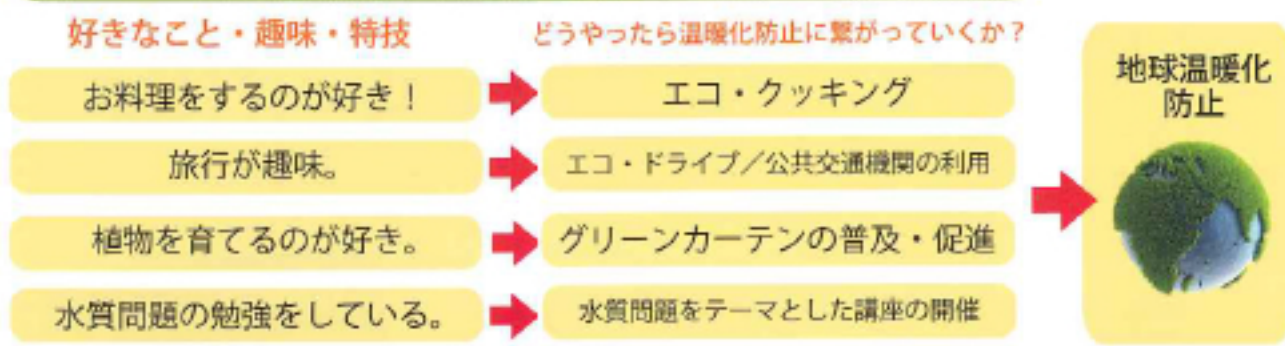 好きなこと・趣味・特技
どうやったら温暖化防止に繋がっていくか？
お料理をするのが好き！
エコ・クッキング
旅行が趣味。
エコ・ドライブ／公共交通機関の利用
植物を育てるのが好き。
グリーンカーテンの普及・促進
水質問題の勉強をしている。
水質問題をテーマとした講座の開催
地球温暖化
防止